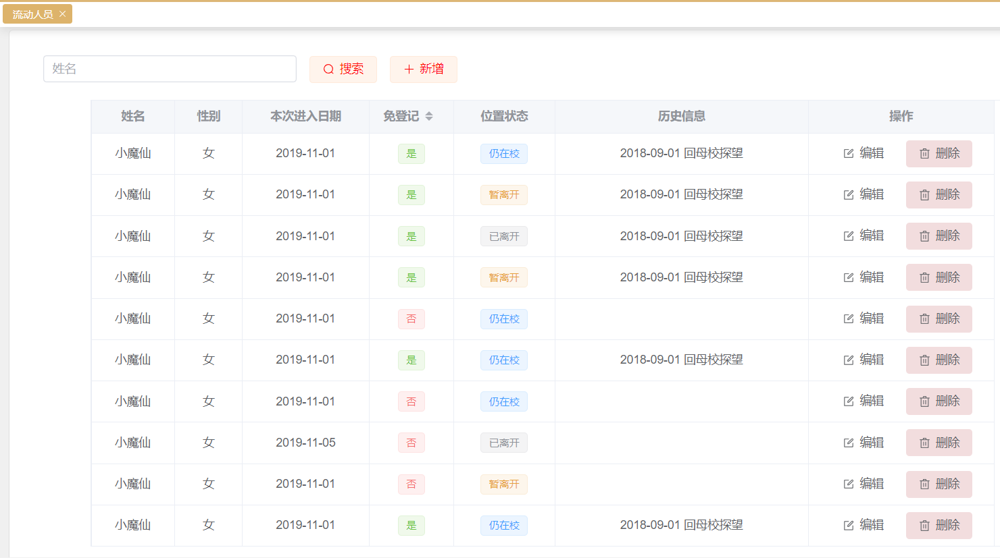 流动人员
姓名 搜索 新增
姓名 性别 本次进入日期 免登记 位置状态 历史信息 操作
小魔仙 女 2019-11-01 是 仍在校 2018-09-01 回母校探望 编辑 删除
小魔仙 女 2019-11-01 是 暂离开 2018-09-01 回母校探望 编辑 删除
小魔仙 女 2019-11-01 是 已离开 2018-09-01 回母校探望 编辑 删除
小魔仙 女 2019-11-01 是 暂离开 2018-09-01 回母校探望 编辑 删除
小魔仙 女 2019-11-01 否 仍在校 编辑 删除
小魔仙 女 2019-11-01 是 仍在校 2018-09-01 回母校探望 编辑 删除
小魔仙 女 2019-11-01 否 仍在校 编辑 删除
小魔仙 女 2019-11-05 否 已离开 编辑 删除
小魔仙 女 2019-11-01 否 暂离开 编辑 删除
小魔仙 女 2019-11-01 是 仍在校 2018-09-01 回母校探望 编辑 删除